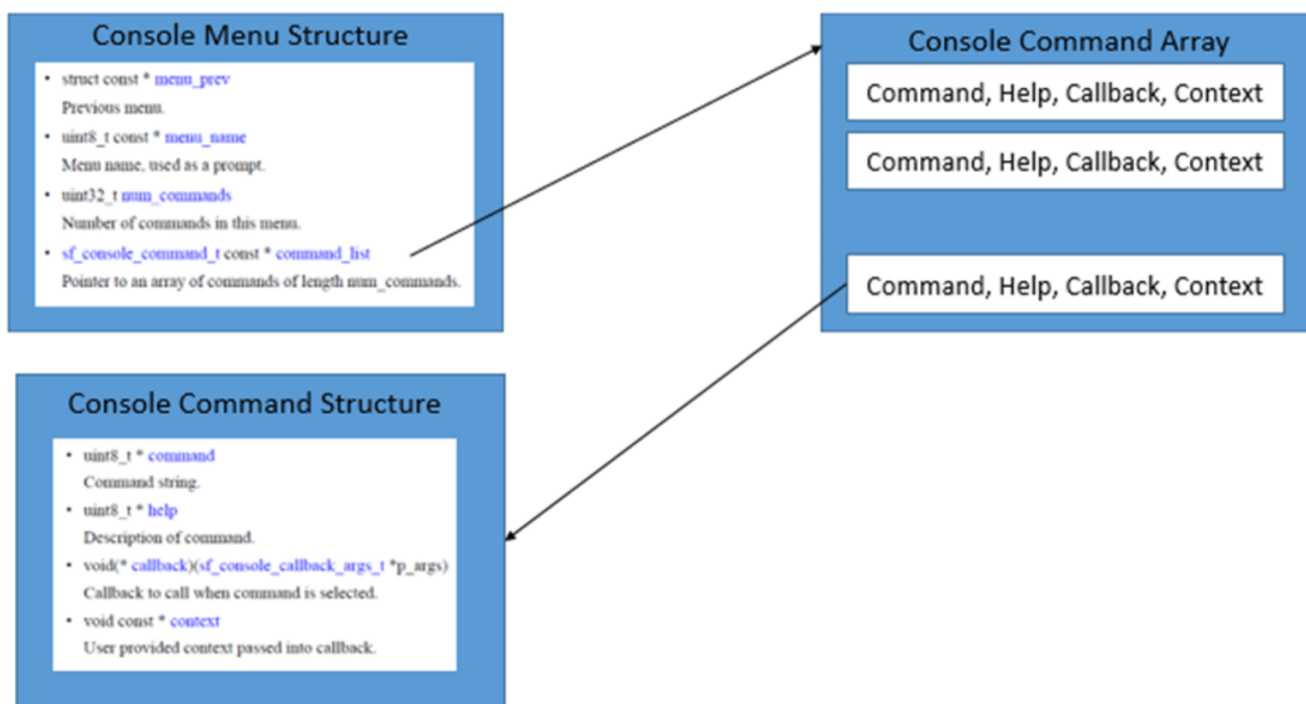 Console Menu Structure
• struct const * menu_prev
Previous menu.
• uint8_t const * menu_name
Menu name, used as a prompt.
• uint32_t num_commands
Number of commands in this menu.
• sf_console_command_t const * command_list
Pointer to an array of commands of length num_commands.
Console Command Array
Command, Help, Callback, Context
Command, Help, Callback, Context
Command, Help, Callback, Context
Console Command Structure
• uint8_t * command
Command string.
• uint8_t * help
Description of command.
• void(* callback)(sf_console_callback_args_t *p_args)
Callback to call when command is selected.
• void const * context
User provided context passed into callback.